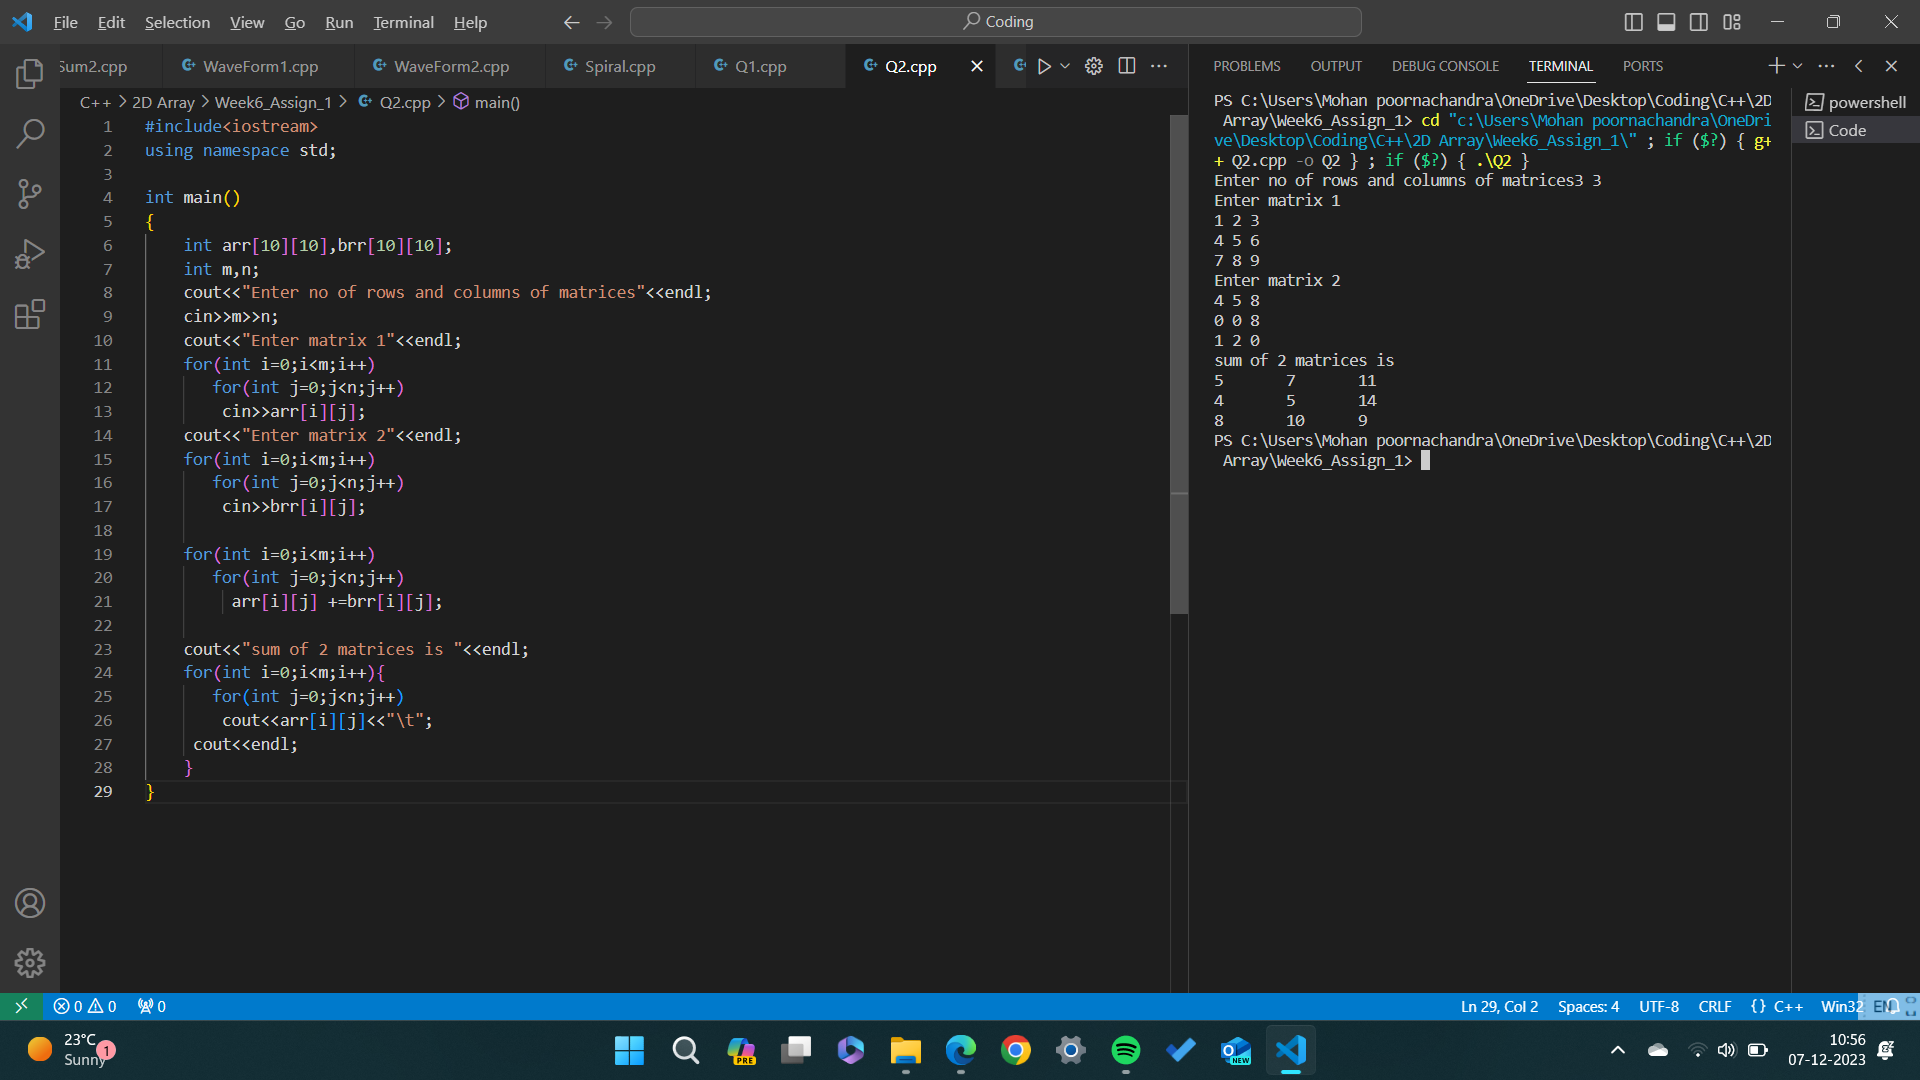 File Edit Selection View Go Run Terminal Help
Coding
Sum2.cpp WaveForm1.cpp WaveForm2.cpp Spiral.cpp Q1.cpp Q2.cpp
C++ > 2D Array > Week6_Assign_1 > Q2.cpp > main()
1 #include<iostream>
2 using namespace std;
3
4 int main()
5 {
6 int arr[10][10],brr[10][10];
7 int m,n;
8 cout<<"Enter no of rows and columns of matrices"<<endl;
9 cin>>m>>n;
10 cout<<"Enter matrix 1"<<endl;
11 for(int i=0;i<m;i++)
12 for(int j=0;j<n;j++)
13 cin>>arr[i][j];
14 cout<<"Enter matrix 2"<<endl;
15 for(int i=0;i<m;i++)
16 for(int j=0;j<n;j++)
17 cin>>brr[i][j];
18
19 for(int i=0;i<m;i++)
20 for(int j=0;j<n;j++)
21 arr[i][j] +=brr[i][j];
22
23 cout<<"sum of 2 matrices is "<<endl;
24 for(int i=0;i<m;i++){
25 for(int j=0;j<n;j++)
26 cout<<arr[i][j]<<"\t";
27 cout<<endl;
28 }
29 }
PROBLEMS OUTPUT DEBUG CONSOLE TERMINAL PORTS
PS C:\Users\Mohan poornachandra\OneDrive\Desktop\Coding\C++\2D
Array\Week6_Assign_1> cd "c:\Users\Mohan poornachandra\OneDri
ve\Desktop\Coding\C++\2D Array\Week6_Assign_1\" ; if ($?) { g+
+ Q2.cpp -o Q2 } ; if ($?) { .\Q2 }
Enter no of rows and columns of matrices3 3
Enter matrix 1
1 2 3
4 5 6
7 8 9
Enter matrix 2
4 5 8
0 0 8
1 2 0
sum of 2 matrices is
5 7 11
4 5 14
8 10 9
PS C:\Users\Mohan poornachandra\OneDrive\Desktop\Coding\C++\2D
Array\Week6_Assign_1>
powershell
Code
0 0 0
Ln 29, Col 2 Spaces: 4 UTF-8 CRLF {} C++ Win32 EN
23°C
Sunny
1
PRE
NEW
10:56
07-12-2023